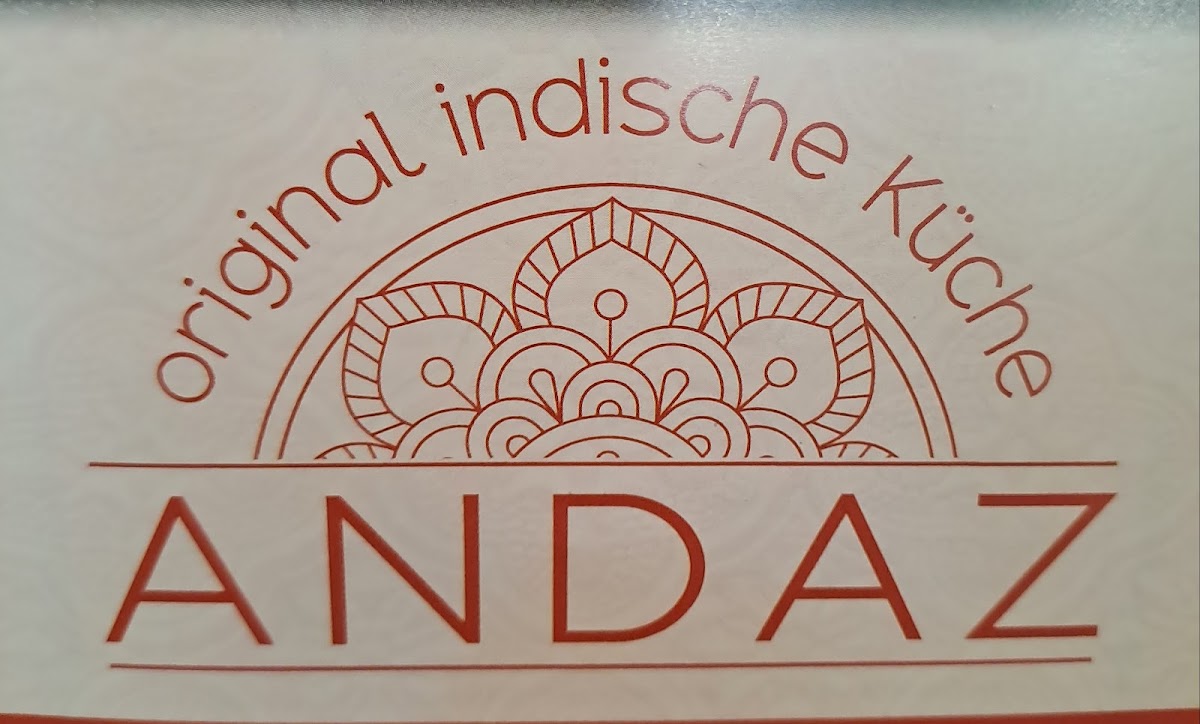 original indische Küche
ANDAZ